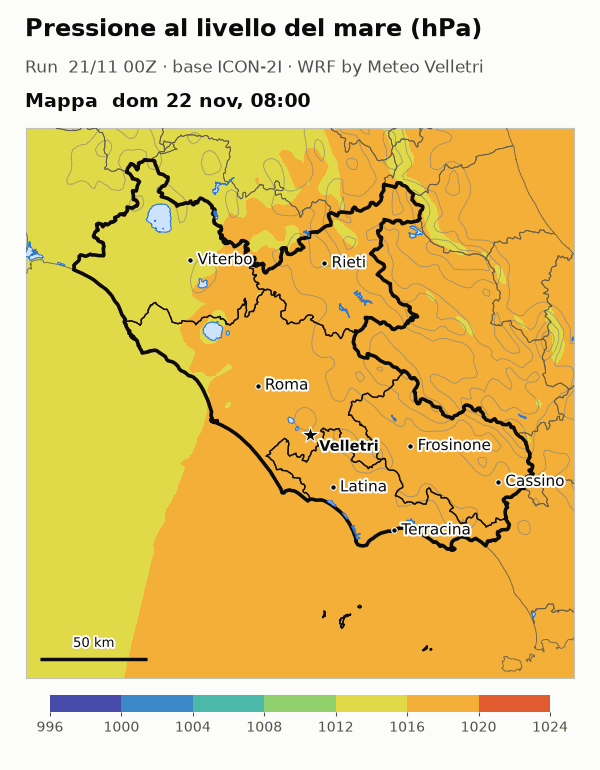 Pressione al livello del mare (hPa)
Run  21/11 00Z · base ICON-2I · WRF by Meteo Velletri
Mappa  dom 22 nov, 08:00
Viterbo
Rieti
Roma
Velletri
Frosinone
Cassino
Latina
Terracina
50 km
996 1000 1004 1008 1012 1016 1020 1024